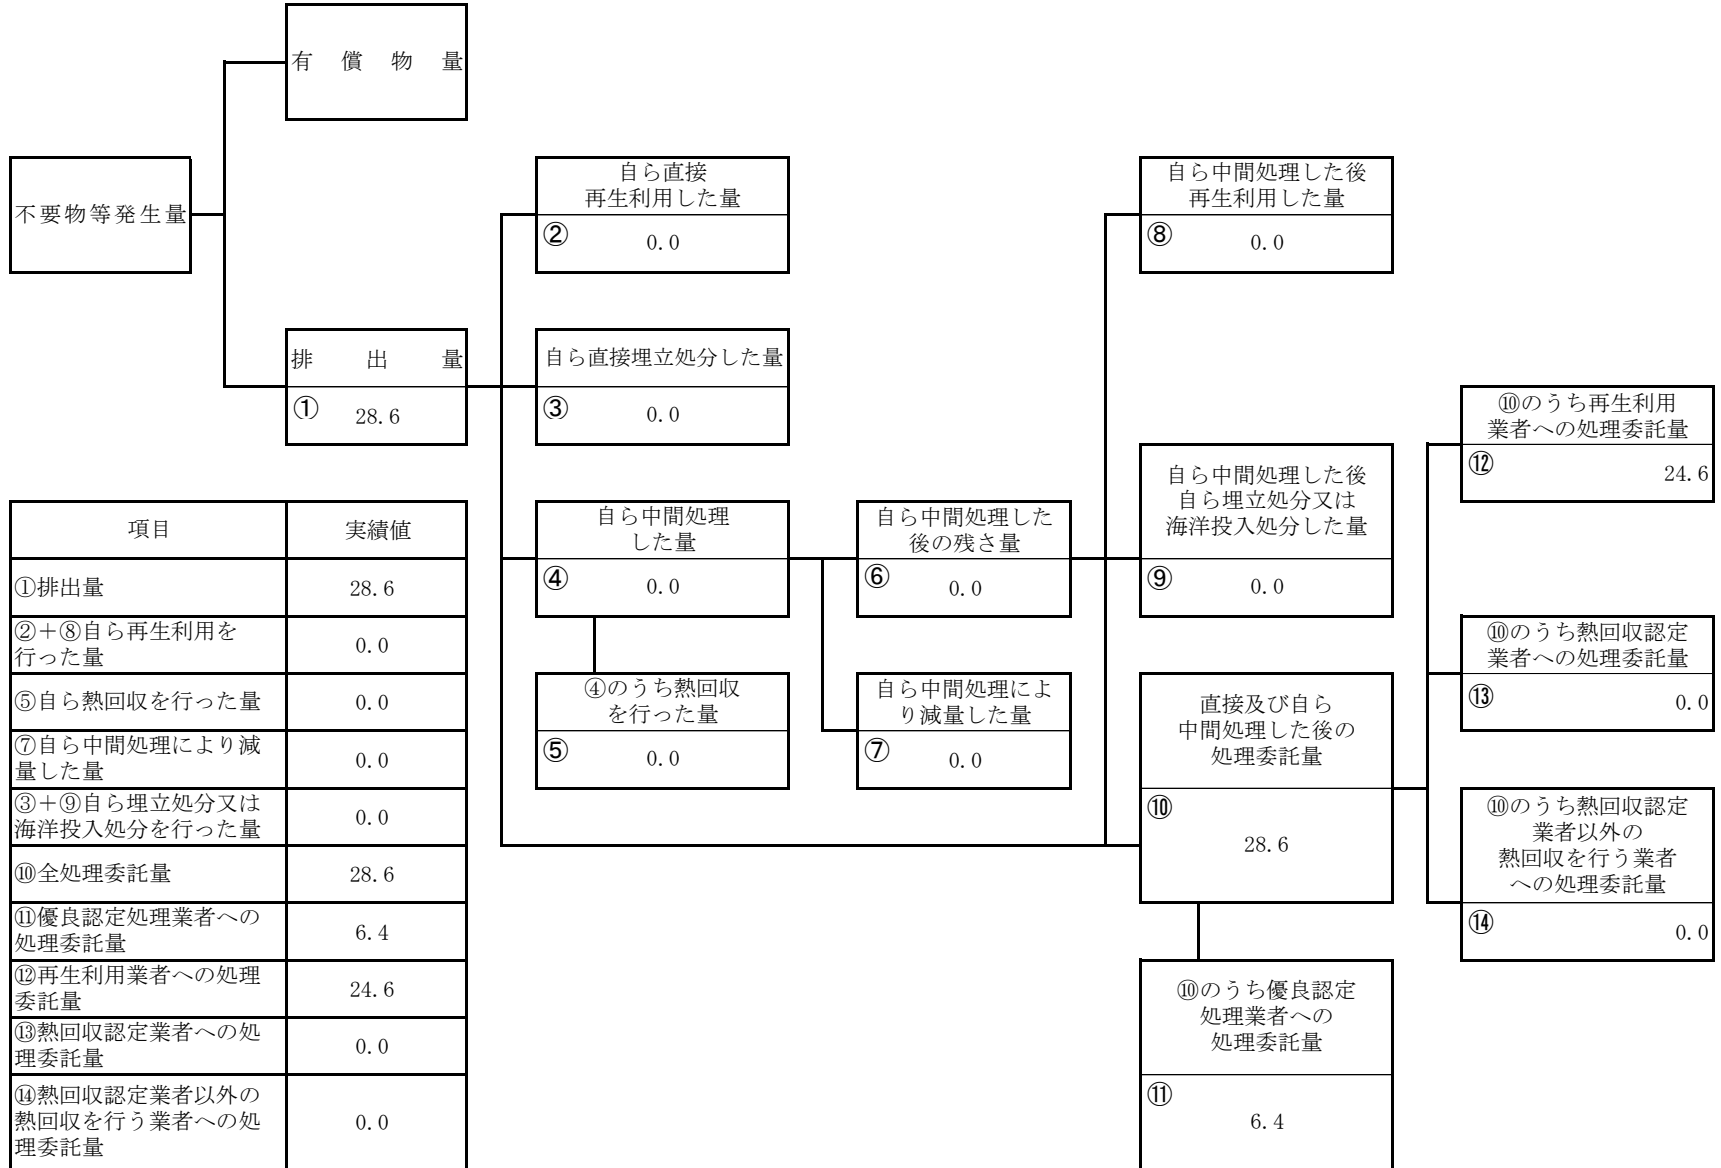 有償物量
不要物等発生量
自ら直接
再生利用した量
②
0.0
自ら中間処理した後
再生利用した量
⑧
0.0
排出量
①
28.6
自ら直接埋立処分した量
③
0.0
⑩のうち再生利用
業者への処理委託量
⑫
24.6
自ら中間処理
した量
④
0.0
自ら中間処理した
後の残さ量
⑥
0.0
自ら中間処理した後
自ら埋立処分又は
海洋投入処分した量
⑨
0.0
⑩のうち熱回収認定
業者への処理委託量
⑬
0.0
④のうち熱回収
を行った量
⑤
0.0
自ら中間処理によ
り減量した量
⑦
0.0
直接及び自ら
中間処理した後の
処理委託量
⑩
28.6
⑩のうち熱回収認定
業者以外の
熱回収を行う業者
への処理委託量
⑭
0.0
⑩のうち優良認定
処理業者への
処理委託量
⑪
6.4
項目 実績値
①排出量 28.6
②＋⑧自ら再生利用を
行った量
0.0
⑤自ら熱回収を行った量 0.0
⑦自ら中間処理により減
量した量
0.0
③＋⑨自ら埋立処分又は
海洋投入処分を行った量
0.0
⑩全処理委託量 28.6
⑪優良認定処理業者への
処理委託量
6.4
⑫再生利用業者への処理
委託量
24.6
⑬熱回収認定業者への処
理委託量
0.0
⑭熱回収認定業者以外の
熱回収を行う業者への処
理委託量
0.0